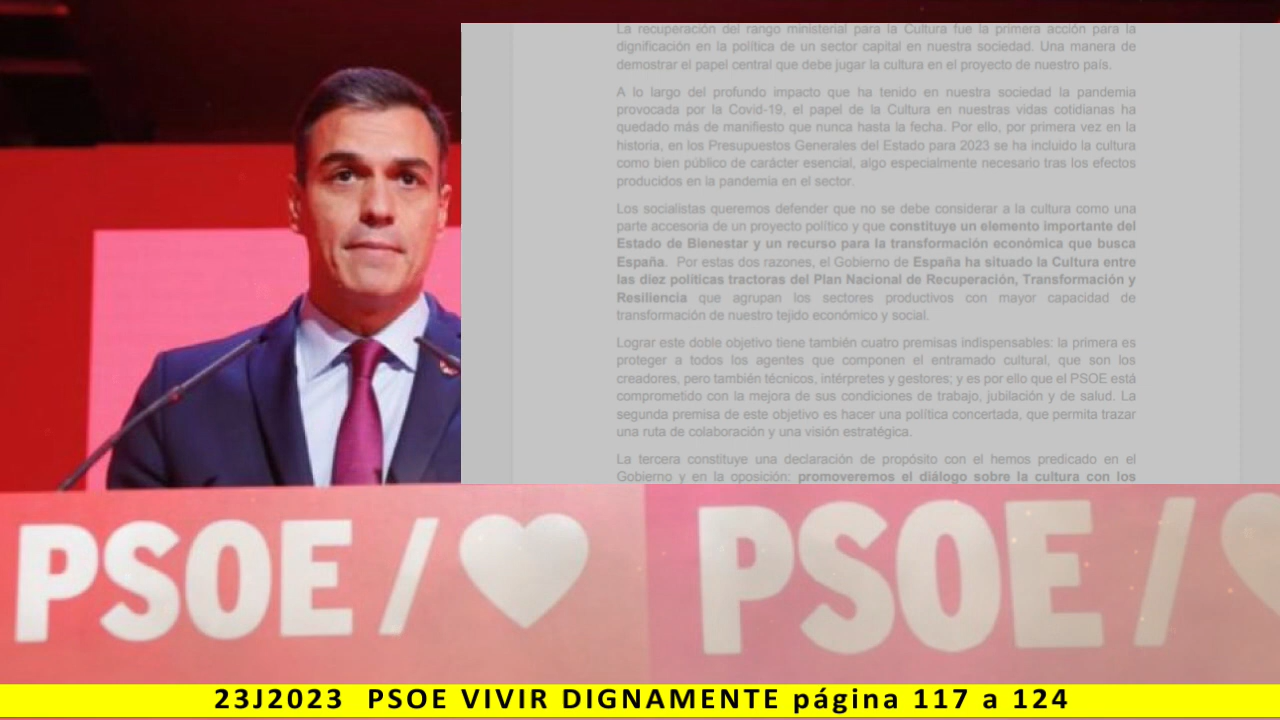 La recuperación del rango ministerial para la Cultura fue la primera acción para la
dignificación en la política de un sector capital en nuestra sociedad. Una manera de
demostrar el papel central que debe jugar la cultura en el proyecto de nuestro país.
A lo largo del profundo impacto que ha tenido en nuestra sociedad la pandemia
provocada por la Covid-19, el papel de la Cultura en nuestras vidas cotidianas ha
quedado más de manifiesto que nunca hasta la fecha. Por ello, por primera vez en la
historia, en los Presupuestos Generales del Estado para 2023 se ha incluido la cultura
como bien público de carácter esencial, algo especialmente necesario tras los efectos
producidos en la pandemia en el sector.
Los socialistas queremos defender que no se debe considerar a la cultura como una
parte accesoria de un proyecto político y que constituye un elemento importante del
Estado de Bienestar y un recurso para la transformación económica que busca
España. Por estas dos razones, el Gobierno de España ha situado la Cultura entre
las diez políticas tractoras del Plan Nacional de Recuperación, Transformación y
Resiliencia que agrupan los sectores productivos con mayor capacidad de
transformación de nuestro tejido económico y social.
Lograr este doble objetivo tiene también cuatro premisas indispensables: la primera es
proteger a todos los agentes que componen el entramado cultural, que son los
creadores, pero también técnicos, intérpretes y gestores; y es por ello que el PSOE está
comprometido con la mejora de sus condiciones de trabajo, jubilación y de salud. La
segunda premisa de este objetivo es hacer una política concertada, que permita trazar
una ruta de colaboración y una visión estratégica.
La tercera constituye una declaración de propósito con el hemos predicado en el
Gobierno y en la oposición: promoveremos el diálogo sobre la cultura con los
PSOE / PSOE /
23J2023 PSOE VIVIR DIGNAMENTE página 117 a 124